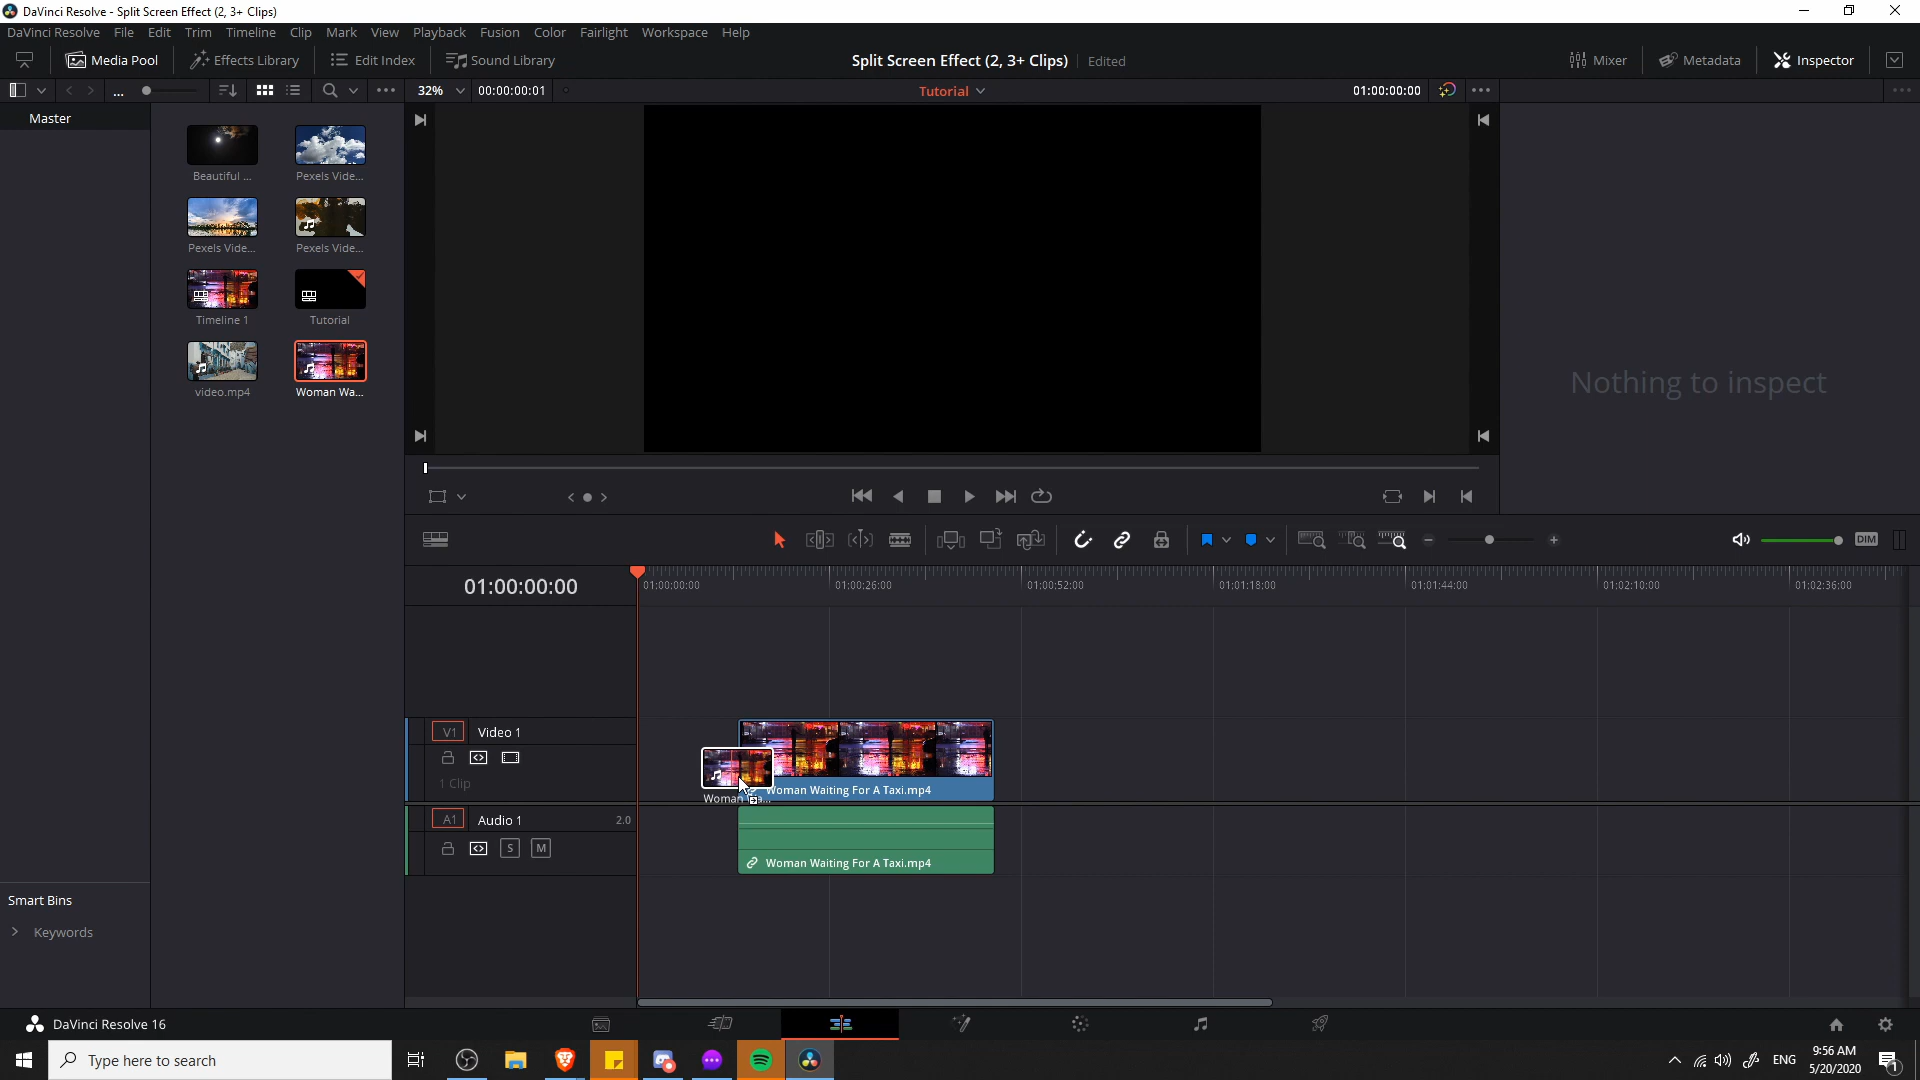 DaVinci Resolve - Split Screen Effect (2, 3+ Clips)
DaVinci Resolve File Edit Trim Timeline Clip Mark View Playback Fusion Color Fairlight Workspace Help
Media Pool Effects Library Edit Index Sound Library Split Screen Effect (2, 3+ Clips) Edited Mixer Metadata Inspector
... 32% 00:00:00:01 Tutorial 01:00:00:00
Master
Beautiful ... Pexels Vide...
Pexels Vide... Pexels Vide...
Timeline 1 Tutorial
video.mp4 Woman Wa...
Nothing to inspect
DIM
01:00:00:00 01:00:00:00 01:00:26:00 01:00:52:00 01:01:18:00 01:01:44:00 01:02:10:00 01:02:36:00
V1 Video 1
1 Clip
Woman Waiting For A Taxi.mp4
A1 Audio 1 2.0
S M
Woman Waiting For A Taxi.mp4
Smart Bins
Keywords
DaVinci Resolve 16
Type here to search
ENG
9:56 AM
5/20/2020
1